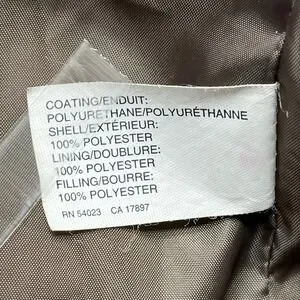 COATING/ENDUIT:
POLYURETHANE/POLYURÉTHANNE
SHELL/EXTÉRIEUR:
100% POLYESTER
LINING/DOUBLURE:
100% POLYESTER
FILLING/BOURRE:
100% POLYESTER
RN 54023 CA 17897